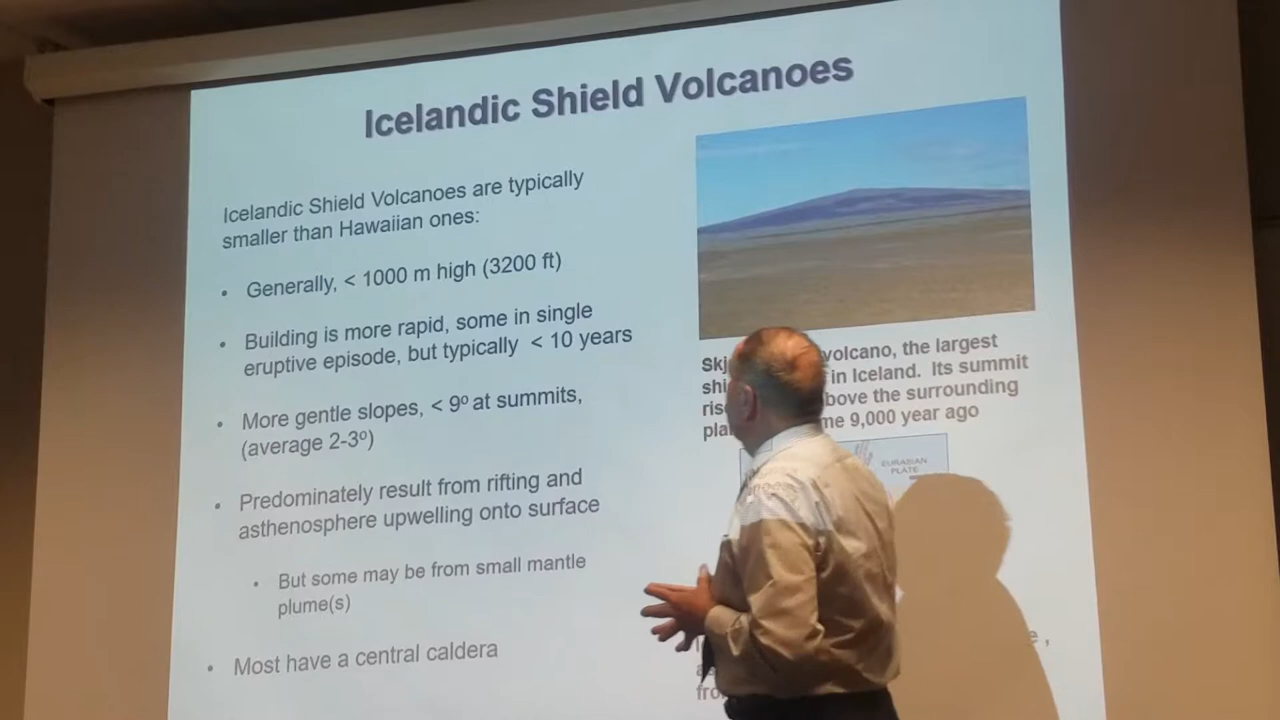 Icelandic Shield Volcanoes
Icelandic Shield Volcanoes are typically
smaller than Hawaiian ones:
• Generally, < 1000 m high (3200 ft)
• Building is more rapid, some in single
eruptive episode, but typically < 10 years
• More gentle slopes, < 9º at summits,
(average 2-3º)
• Predominately result from rifting and
asthenosphere upwelling onto surface
• But some may be from small mantle
plume(s)
• Most have a central caldera
volcano, the largest
in Iceland. Its summit
above the surrounding
9,000 year ago
EURASIAN
PLATE